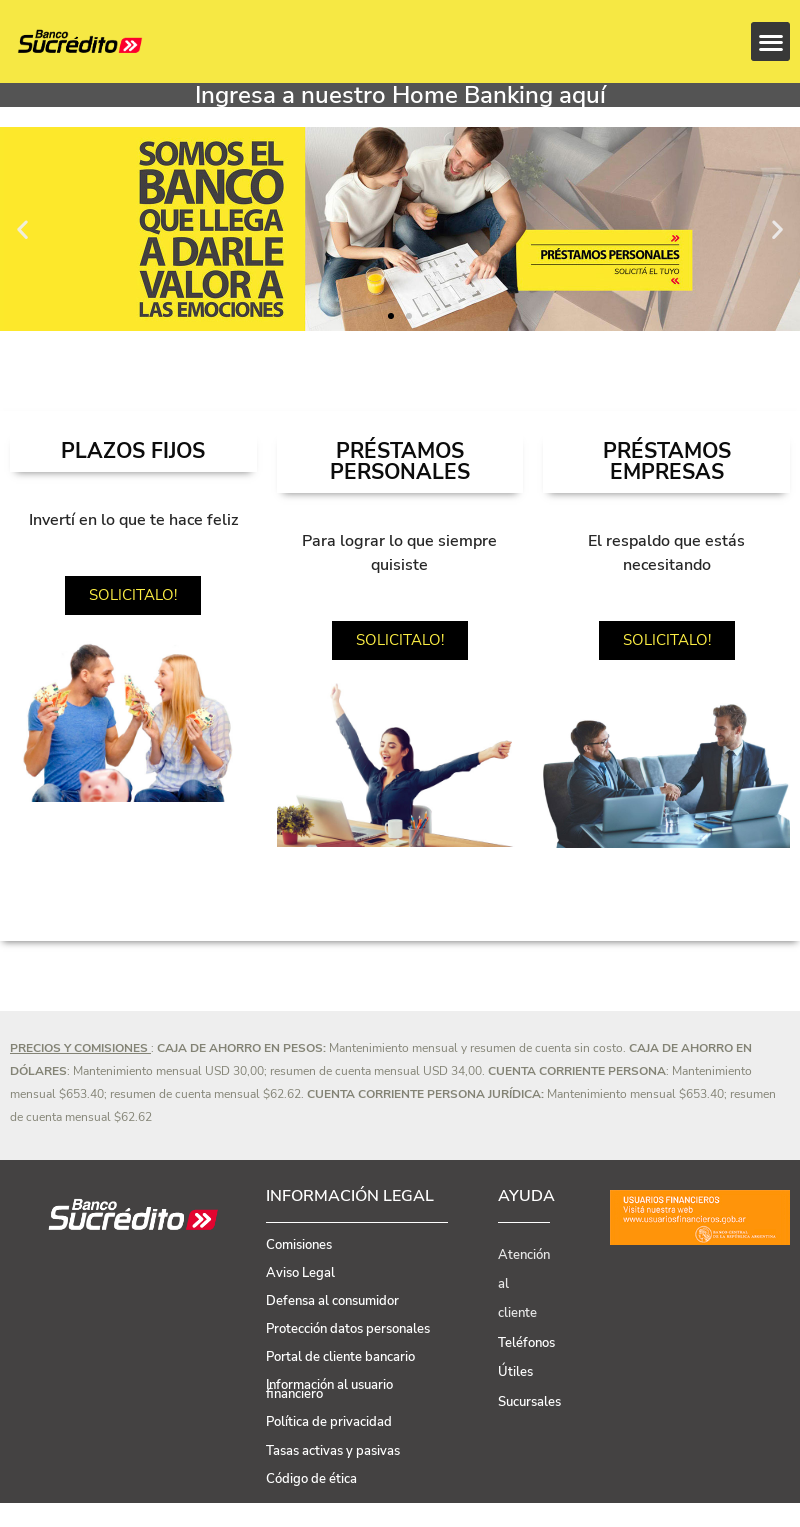 Banco
Sucrédito
Ingresa a nuestro Home Banking aquí
SOMOS EL
BANCO
QUE LLEGA
A DARLE
VALOR A
LAS EMOCIONES
PRÉSTAMOS PERSONALES
SOLICITÁ EL TUYO
PLAZOS FIJOS
Invertí en lo que te hace feliz
SOLICITALO!
PRÉSTAMOS
PERSONALES
Para lograr lo que siempre
quisiste
SOLICITALO!
PRÉSTAMOS
EMPRESAS
El respaldo que estás
necesitando
SOLICITALO!
PRECIOS Y COMISIONES : CAJA DE AHORRO EN PESOS: Mantenimiento mensual y resumen de cuenta sin costo. CAJA DE AHORRO EN
DÓLARES: Mantenimiento mensual USD 30,00; resumen de cuenta mensual USD 34,00. CUENTA CORRIENTE PERSONA: Mantenimiento
mensual $653.40; resumen de cuenta mensual $62.62. CUENTA CORRIENTE PERSONA JURÍDICA: Mantenimiento mensual $653.40; resumen
de cuenta mensual $62.62
Banco
Sucrédito
INFORMACIÓN LEGAL
Comisiones
Aviso Legal
Defensa al consumidor
Protección datos personales
Portal de cliente bancario
Información al usuario
financiero
Política de privacidad
Tasas activas y pasivas
Código de ética
AYUDA
Atención
al
cliente
Teléfonos
Útiles
Sucursales
USUARIOS FINANCIEROS
Visitá nuestra web
www.usuariosfinancieros.gob.ar
BANCO CENTRAL
DE LA REPÚBLICA ARGENTINA